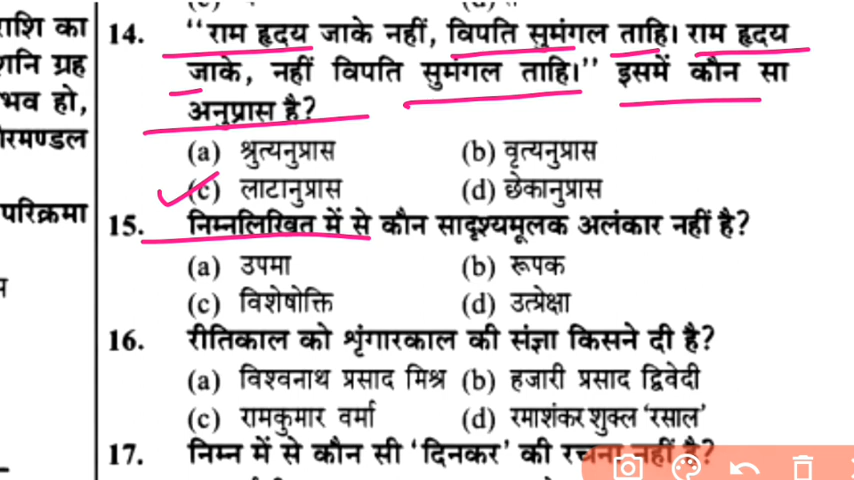 राशि का
14. ‘‘राम हृदय जाके नहीं, विपति सुमंगल ताहि। राम हृदय
शनि ग्रह
जाके, नहीं विपति सुमंगल ताहि।’’ इसमें कौन सा
भव हो,
अनुप्रास है?
रमण्डल
(a) श्रुत्यनुप्रास (b) वृत्यनुप्रास
(c) लाटानुप्रास (d) छेकानुप्रास
परिक्रमा
15. निम्नलिखित में से कौन सादृश्यमूलक अलंकार नहीं है?
(a) उपमा (b) रूपक
(c) विशेषोक्ति (d) उत्प्रेक्षा
16. रीतिकाल को शृंगारकाल की संज्ञा किसने दी है?
(a) विश्वनाथ प्रसाद मिश्र (b) हजारी प्रसाद द्विवेदी
(c) रामकुमार वर्मा (d) रमाशंकर शुक्ल ‘रसाल’
17. निम्न में से कौन सी ‘दिनकर’ की रचना नहीं है?